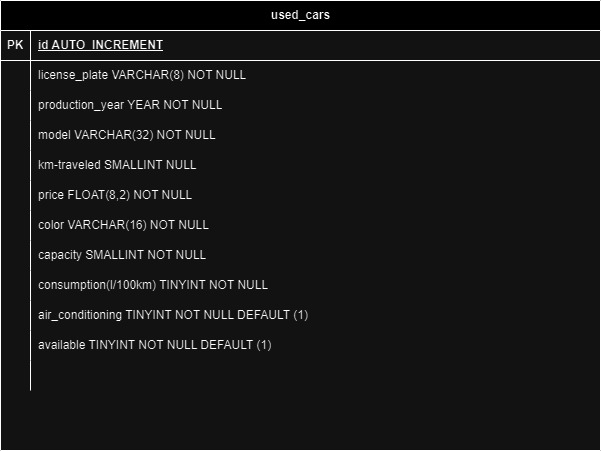 used_cars
PK id AUTO_INCREMENT
license_plate VARCHAR(8) NOT NULL
production_year YEAR NOT NULL
model VARCHAR(32) NOT NULL
km-traveled SMALLINT NULL
price FLOAT(8,2) NOT NULL
color VARCHAR(16) NOT NULL
capacity SMALLINT NOT NULL
consumption(l/100km) TINYINT NOT NULL
air_conditioning TINYINT NOT NULL DEFAULT (1)
available TINYINT NOT NULL DEFAULT (1)